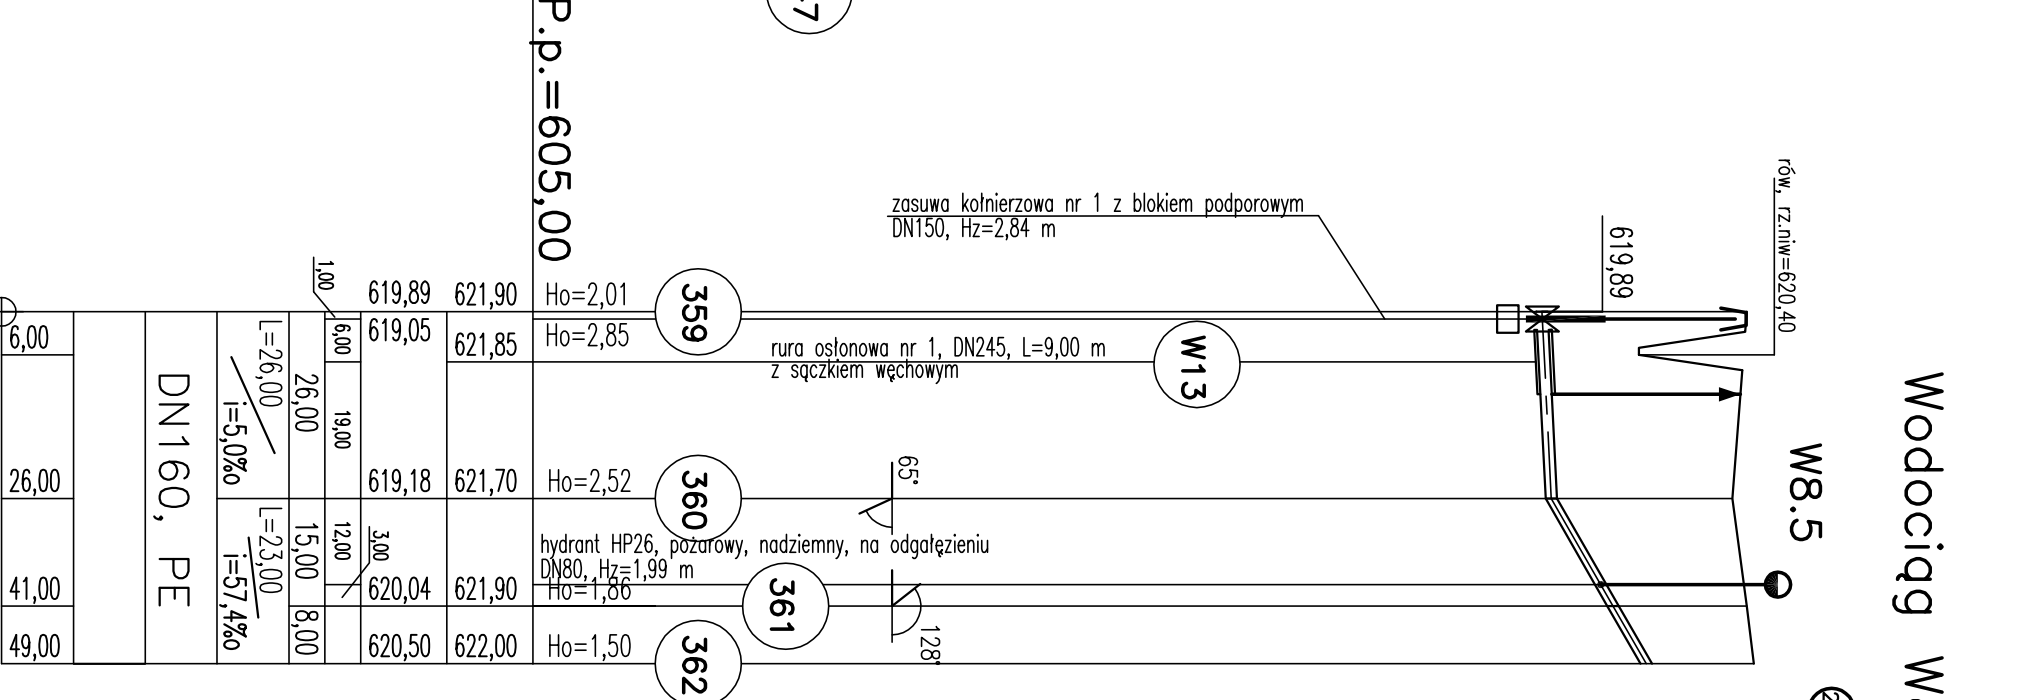 Wodociąg
W8.5
rów, rz.niw=620,40
619,89
zasuwa kołnierzowa nr 1 z blokiem podporowym
DN150, Hz=2,84 m
P.p.=605,00
359
W13
360
361
362
rura osłonowa nr 1, DN245, L=9,00 m
z sączkiem węchowym
65°
128°
hydrant HP26, pożarowy, nadziemny, na odgałęzieniu
DN80, Hz=1,99 m
Ho=2,01
Ho=2,85
Ho=2,52
Ho=1,86
Ho=1,50
621,90
621,85
621,70
621,90
622,00
619,89
619,05
619,18
620,04
620,50
1,00
6,00
19,00
12,00
3,00
26,00
15,00
8,00
L=26,00
i=5,0‰
L=23,00
i=57,4‰
DN160, PE
6,00
26,00
41,00
49,00